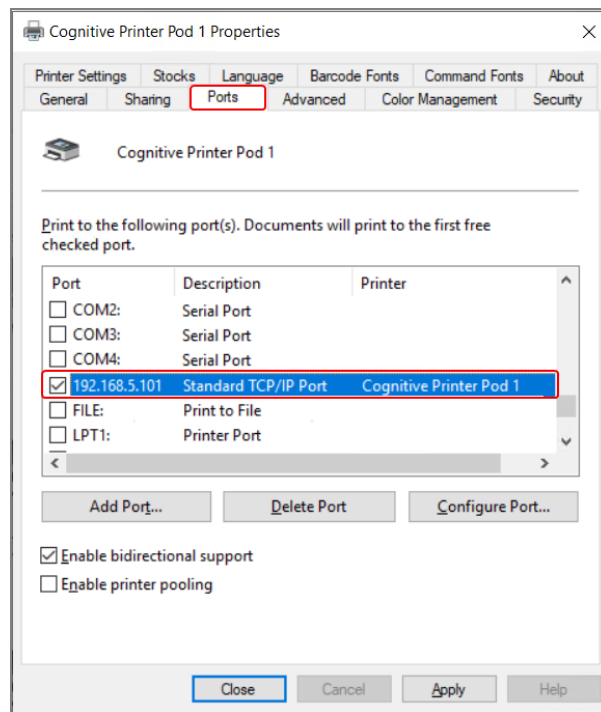 Cognitive Printer Pod 1 Properties
Printer Settings Stocks Language Barcode Fonts Command Fonts About
General Sharing Ports Advanced Color Management Security
Cognitive Printer Pod 1
Print to the following port(s). Documents will print to the first free
checked port.
Port Description Printer
COM2: Serial Port
COM3: Serial Port
COM4: Serial Port
192.168.5.101 Standard TCP/IP Port Cognitive Printer Pod 1
FILE: Print to File
LPT1: Printer Port
Add Port... Delete Port Configure Port...
Enable bidirectional support
Enable printer pooling
Close Cancel Apply Help